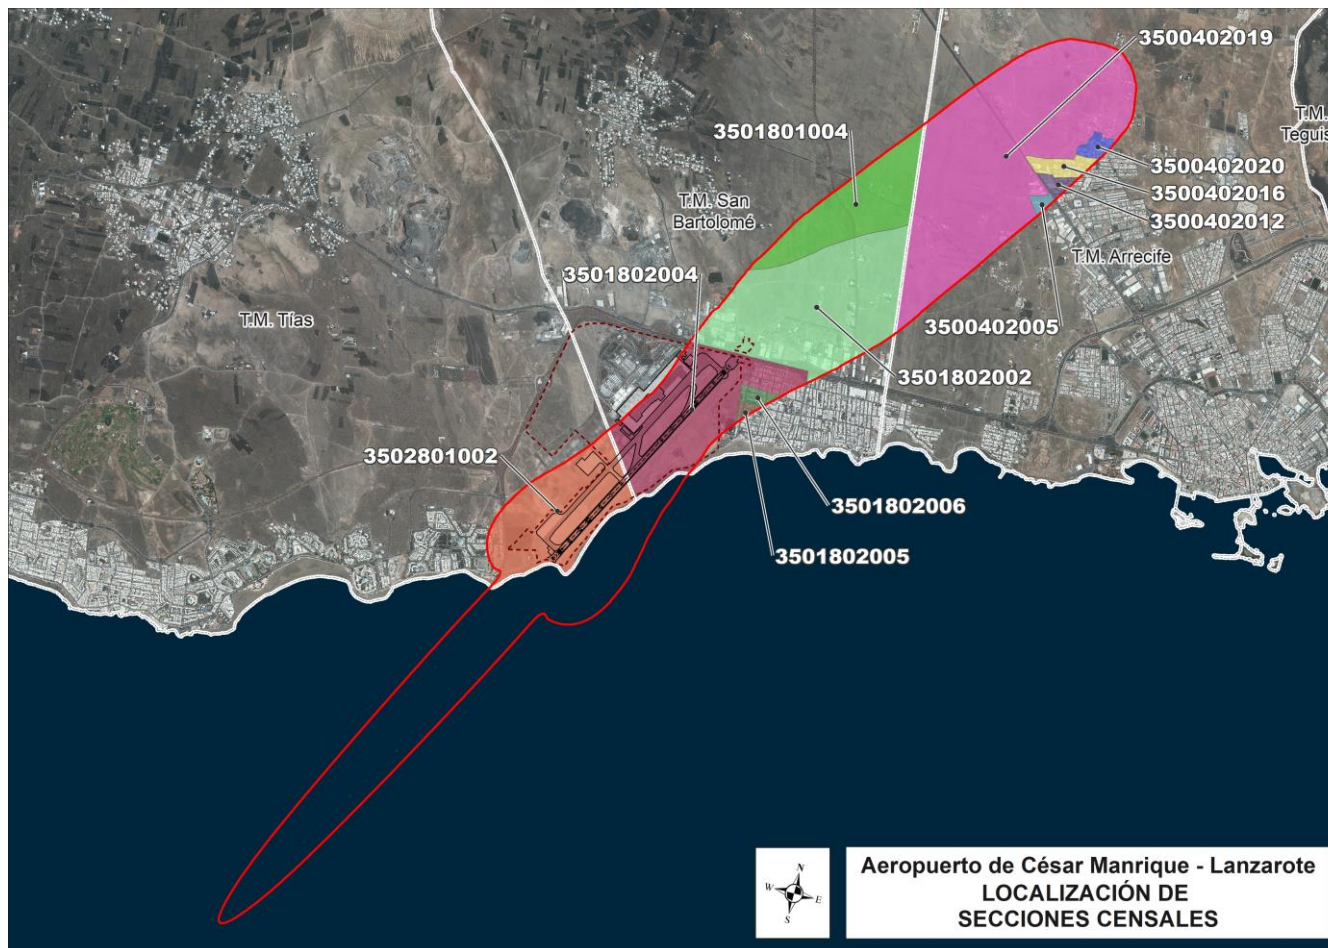 3500402019
T.M.
Teguis
3501801004
3500402020
3500402016
3500402012
T.M. San
Bartolomé
T.M. Arrecife
3501802004
T.M. Tías
3500402005
3501802002
3502801002
3501802006
3501802005
N
W
E
S
Aeropuerto de César Manrique - Lanzarote
LOCALIZACIÓN DE
SECCIONES CENSALES